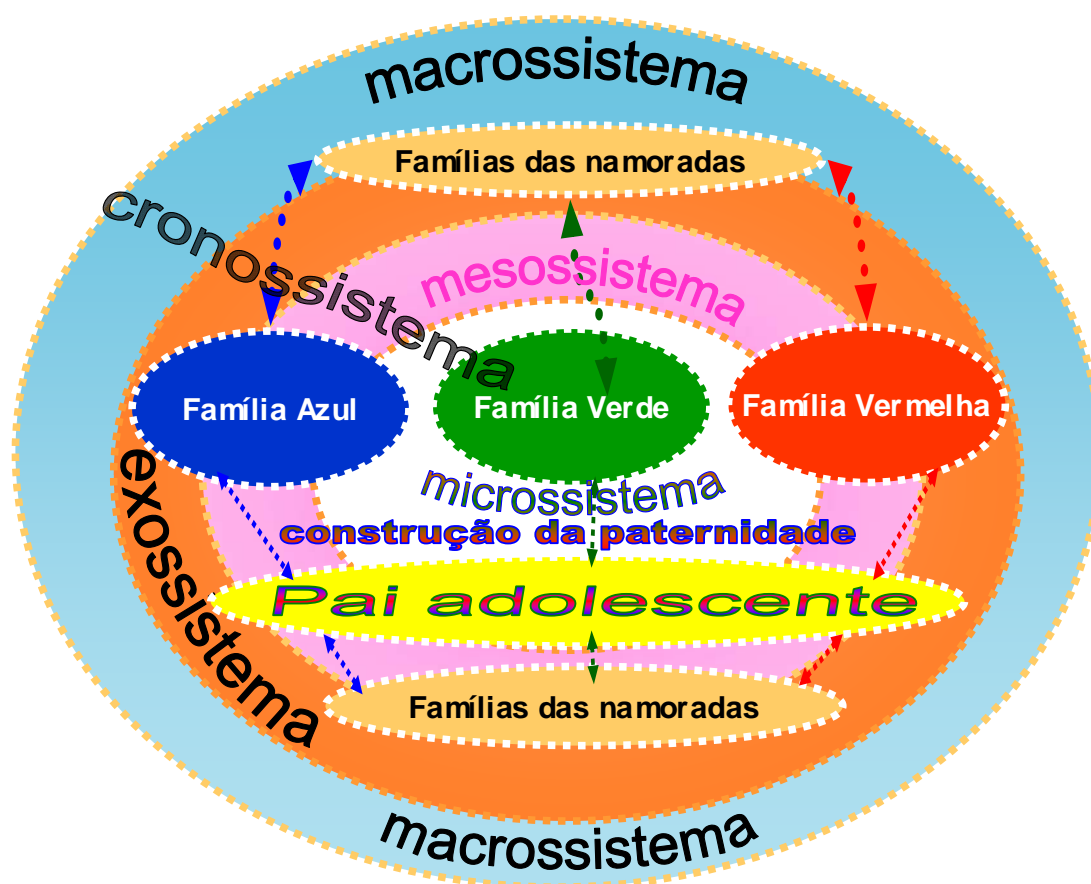 macrossistema
Famílias das namoradas
cronossistema
mesossistema
Família Azul
Família Verde
Família Vermelha
microssistema
exossistema
construção da paternidade
Pai adolescente
Famílias das namoradas
macrossistema